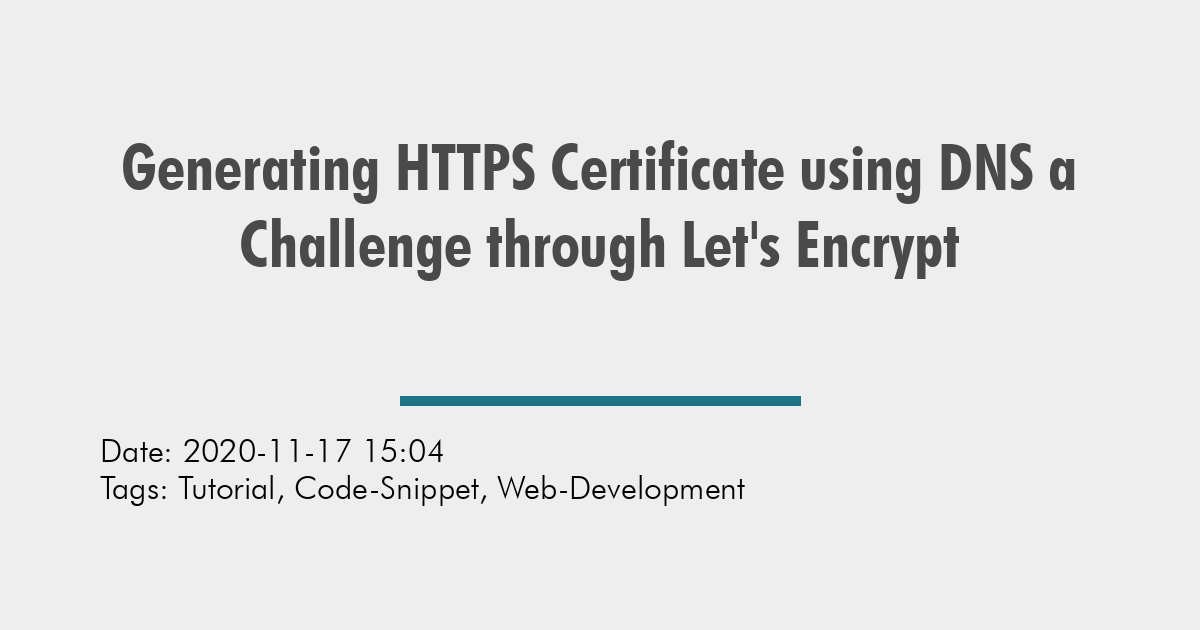 Generating HTTPS Certificate using DNS a
Challenge through Let's Encrypt
Date: 2020-11-17 15:04
Tags: Tutorial, Code-Snippet, Web-Development